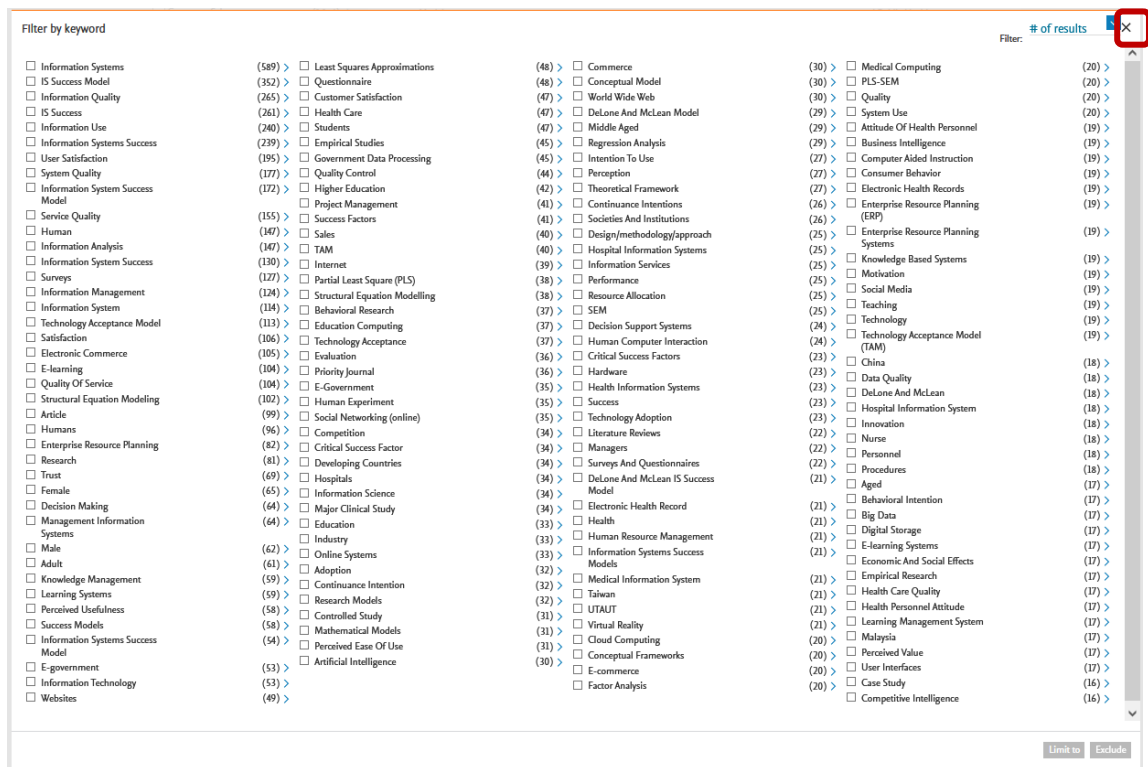 Filter by keyword
# of results
Filter:
Information Systems (589)
IS Success Model (352)
Information Quality (265)
IS Success (261)
Information Use (240)
Information Systems Success (239)
User Satisfaction (195)
System Quality (177)
Information System Success (172)
Model
Service Quality (155)
Human (147)
Information Analysis (147)
Information System Success (130)
Surveys (127)
Information Management (124)
Information System (114)
Technology Acceptance Model (113)
Satisfaction (106)
Electronic Commerce (105)
E-learning (104)
Quality Of Service (104)
Structural Equation Modeling (102)
Article (99)
Humans (96)
Enterprise Resource Planning (82)
Research (81)
Trust (69)
Female (65)
Decision Making (64)
Management Information (64)
Systems
Male (62)
Adult (61)
Knowledge Management (59)
Learning Systems (59)
Perceived Usefulness (58)
Success Models (58)
Information Systems Success (54)
Model
E-government (53)
Information Technology (53)
Websites (49)
Least Squares Approximations (48)
Questionnaire (48)
Customer Satisfaction (47)
Health Care (47)
Students (47)
Empirical Studies (45)
Government Data Processing (45)
Quality Control (44)
Higher Education (42)
Project Management (41)
Success Factors (41)
Sales (40)
TAM (40)
Internet (39)
Partial Least Square (PLS) (38)
Structural Equation Modelling (38)
Behavioral Research (37)
Education Computing (37)
Technology Acceptance (37)
Evaluation (36)
Priority Journal (36)
E-Government (35)
Human Experiment (35)
Social Networking (online) (35)
Competition (34)
Critical Success Factor (34)
Developing Countries (34)
Hospitals (34)
Information Science (34)
Major Clinical Study (34)
Education (33)
Industry (33)
Online Systems (33)
Adoption (32)
Continuance Intention (32)
Research Models (32)
Controlled Study (31)
Mathematical Models (31)
Perceived Ease Of Use (31)
Artificial Intelligence (30)
Commerce (30)
Conceptual Model (30)
World Wide Web (30)
DeLone And McLean Model (29)
Middle Aged (29)
Regression Analysis (29)
Intention To Use (27)
Perception (27)
Theoretical Framework (27)
Continuance Intentions (26)
Societies And Institutions (26)
Design/methodology/approach (25)
Hospital Information Systems (25)
Information Services (25)
Performance (25)
Resource Allocation (25)
SEM (25)
Decision Support Systems (24)
Human Computer Interaction (24)
Critical Success Factors (23)
Hardware (23)
Health Information Systems (23)
Success (23)
Technology Adoption (23)
Literature Reviews (22)
Managers (22)
Surveys And Questionnaires (22)
DeLone And McLean IS Success (21)
Model
Electronic Health Record (21)
Health (21)
Human Resource Management (21)
Information Systems Success (21)
Models
Medical Information System (21)
Taiwan (21)
UTAUT (21)
Virtual Reality (21)
Cloud Computing (20)
Conceptual Frameworks (20)
E-commerce (20)
Factor Analysis (20)
Medical Computing (20)
PLS-SEM (20)
Quality (20)
System Use (20)
Attitude Of Health Personnel (19)
Business Intelligence (19)
Computer Aided Instruction (19)
Consumer Behavior (19)
Electronic Health Records (19)
Enterprise Resource Planning (19)
(ERP)
Enterprise Resource Planning (19)
Systems
Knowledge Based Systems (19)
Motivation (19)
Social Media (19)
Teaching (19)
Technology (19)
Technology Acceptance Model (19)
(TAM)
China (18)
Data Quality (18)
DeLone And McLean (18)
Hospital Information System (18)
Innovation (18)
Nurse (18)
Personnel (18)
Procedures (18)
Aged (17)
Behavioral Intention (17)
Big Data (17)
Digital Storage (17)
E-learning Systems (17)
Economic And Social Effects (17)
Empirical Research (17)
Health Care Quality (17)
Health Personnel Attitude (17)
Learning Management System (17)
Malaysia (17)
Perceived Value (17)
User Interfaces (17)
Case Study (16)
Competitive Intelligence (16)
Limit to
Exclude